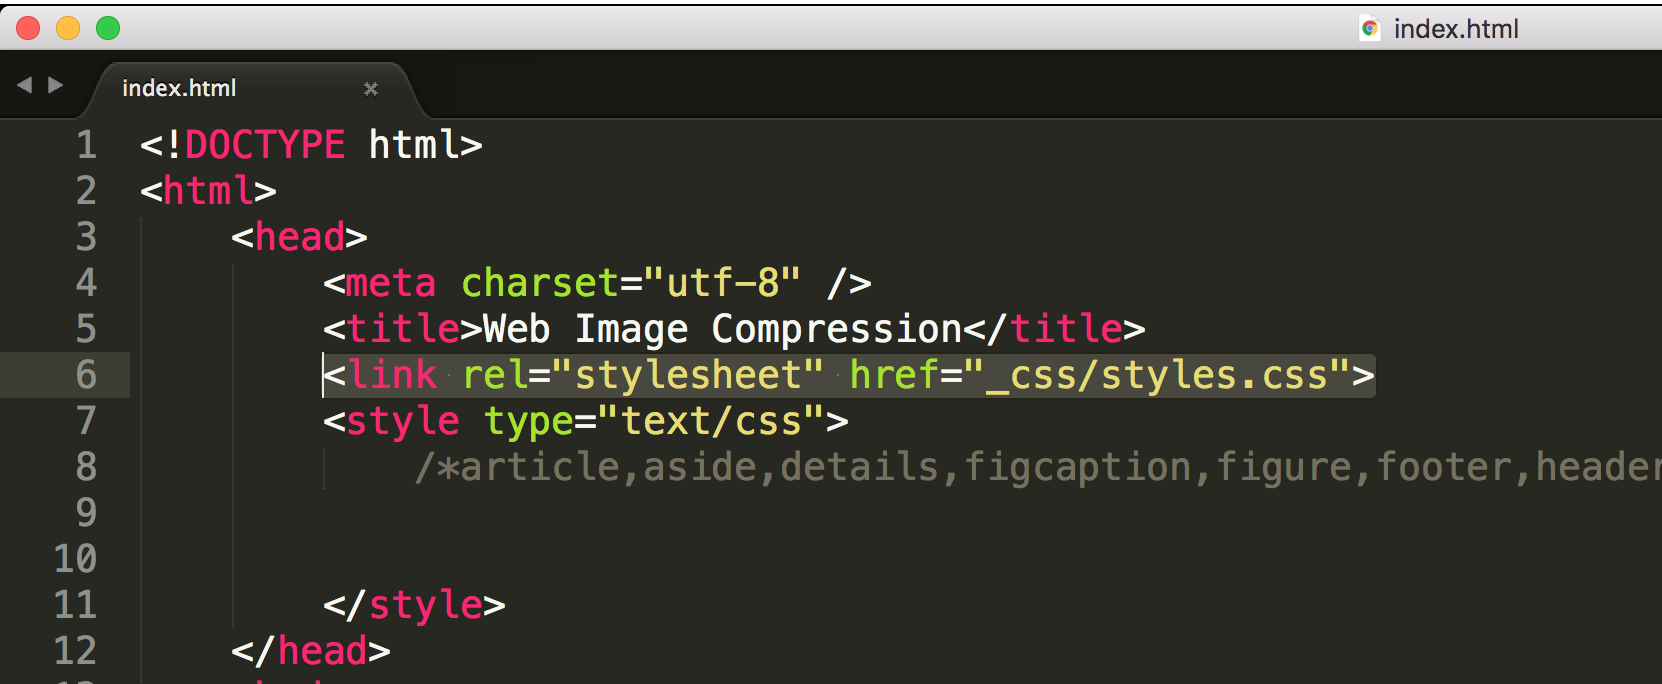 index.html
index.html
1 <!DOCTYPE html>
2 <html>
3 <head>
4 <meta charset="utf-8" />
5 <title>Web Image Compression</title>
6 <link rel="stylesheet" href="_css/styles.css">
7 <style type="text/css">
8 /*article,aside,details,figcaption,figure,footer,header
9
10
11 </style>
12 </head>